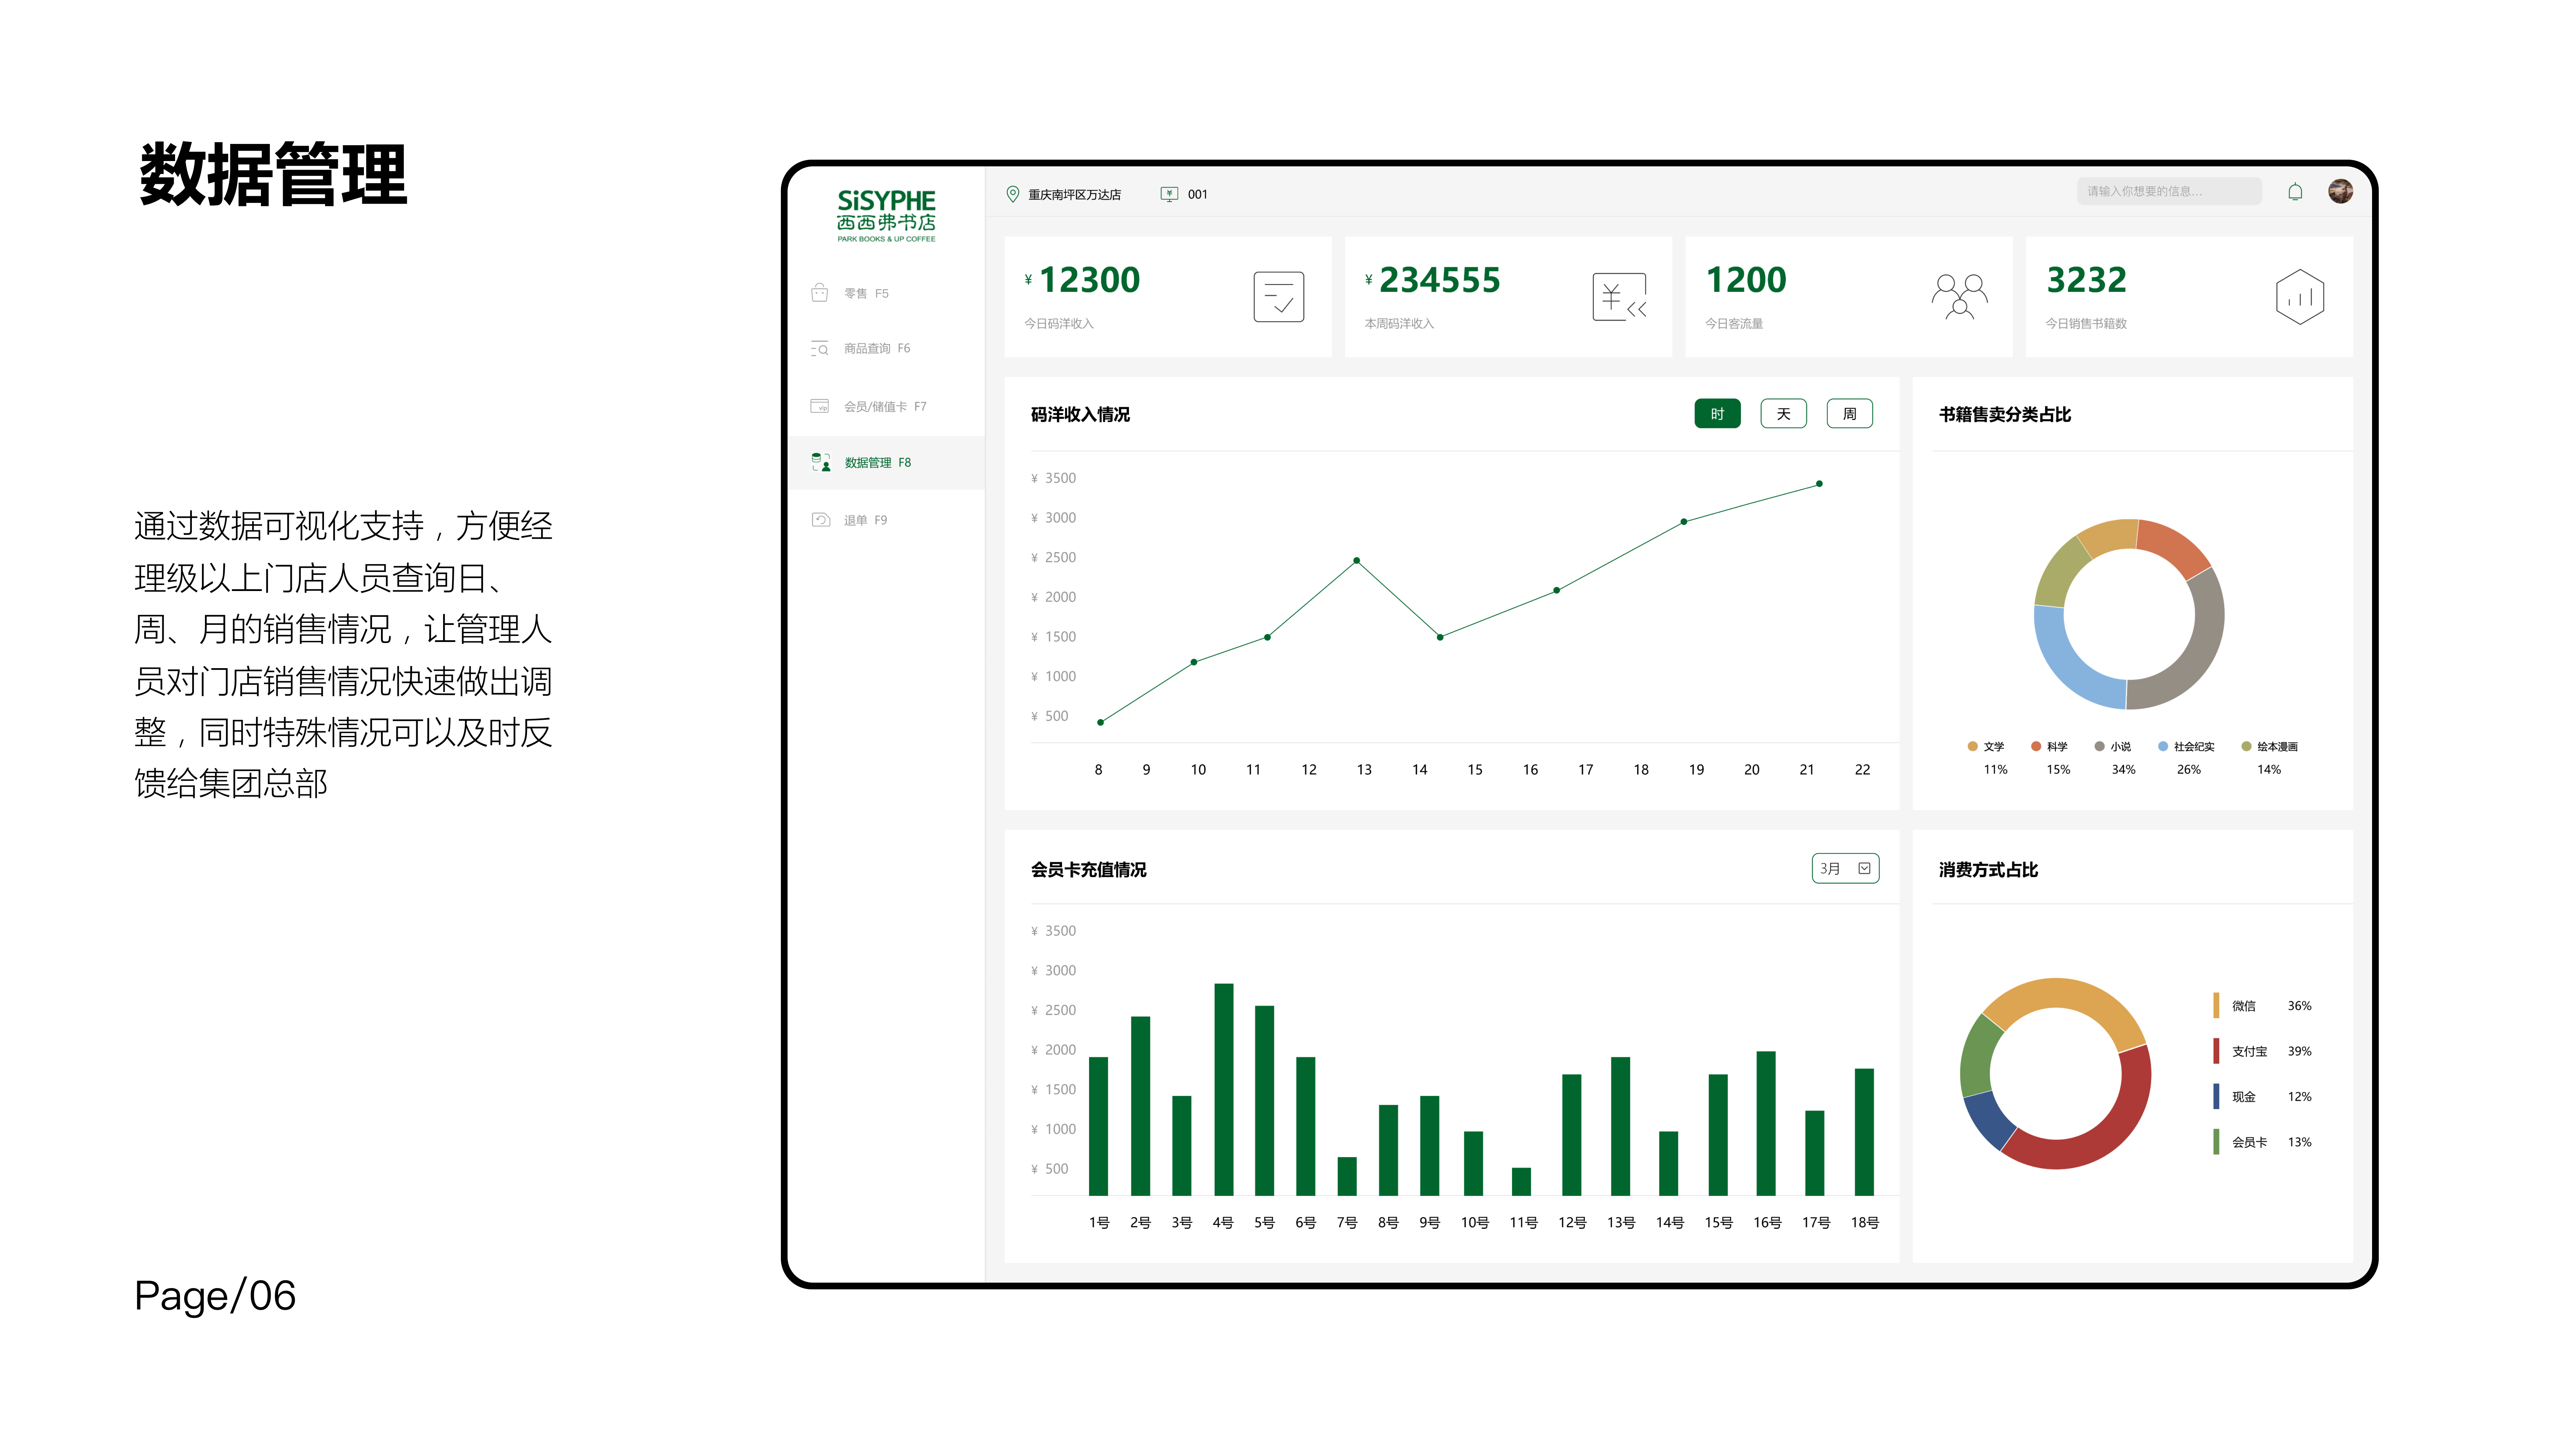 数据管理
通过数据可视化支持，方便经
理级以上门店人员查询日、
周、月的销售情况，让管理人
员对门店销售情况快速做出调
整，同时特殊情况可以及时反
馈给集团总部
Page/06
SiSYPHE
西西弗书店
PARK BOOKS & UP COFFEE
零售 F5
商品查询 F6
会员/储值卡 F7
数据管理 F8
退单 F9
重庆南坪区万达店 001
请输入你想要的信息...
¥ 12300
今日码洋收入
¥ 234555
本周码洋收入
1200
今日客流量
3232
今日销售书籍数
码洋收入情况
时 天 周
¥ 3500
¥ 3000
¥ 2500
¥ 2000
¥ 1500
¥ 1000
¥ 500
8 9 10 11 12 13 14 15 16 17 18 19 20 21 22
书籍售卖分类占比
文学 科学 小说 社会纪实 绘本漫画
11% 15% 34% 26% 14%
会员卡充值情况
3月
¥ 3500
¥ 3000
¥ 2500
¥ 2000
¥ 1500
¥ 1000
¥ 500
1号 2号 3号 4号 5号 6号 7号 8号 9号 10号 11号 12号 13号 14号 15号 16号 17号 18号
消费方式占比
微信 36%
支付宝 39%
现金 12%
会员卡 13%